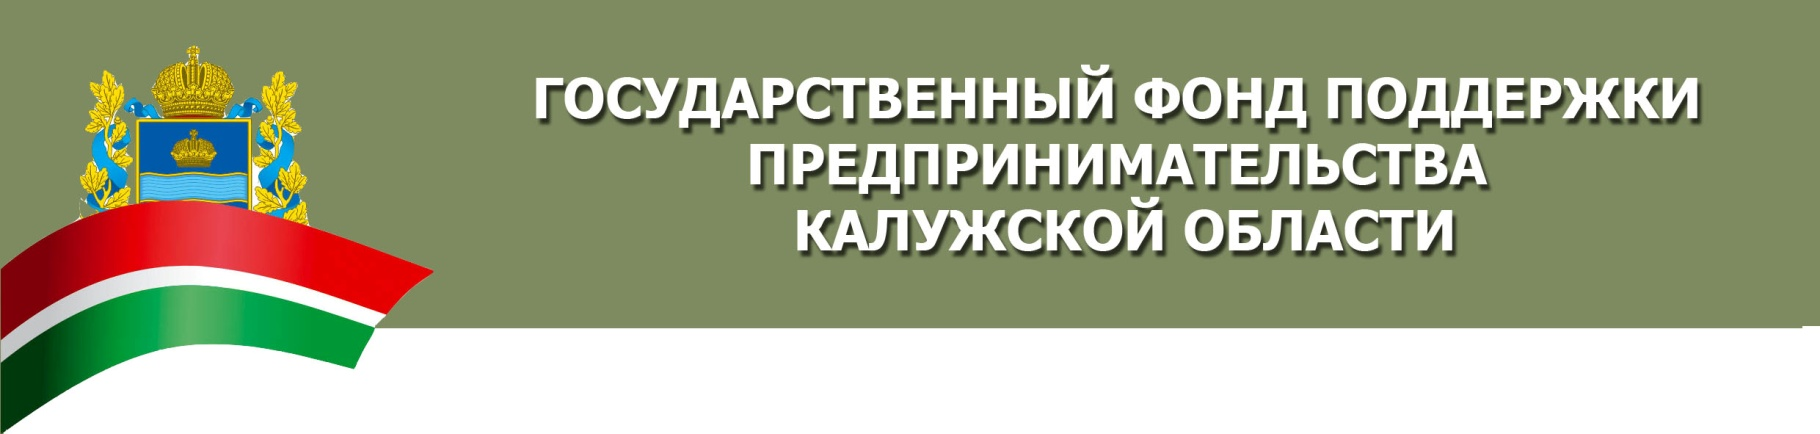 ГОСУДАРСТВЕННЫЙ ФОНД ПОДДЕРЖКИ
ПРЕДПРИНИМАТЕЛЬСТВА
КАЛУЖСКОЙ ОБЛАСТИ